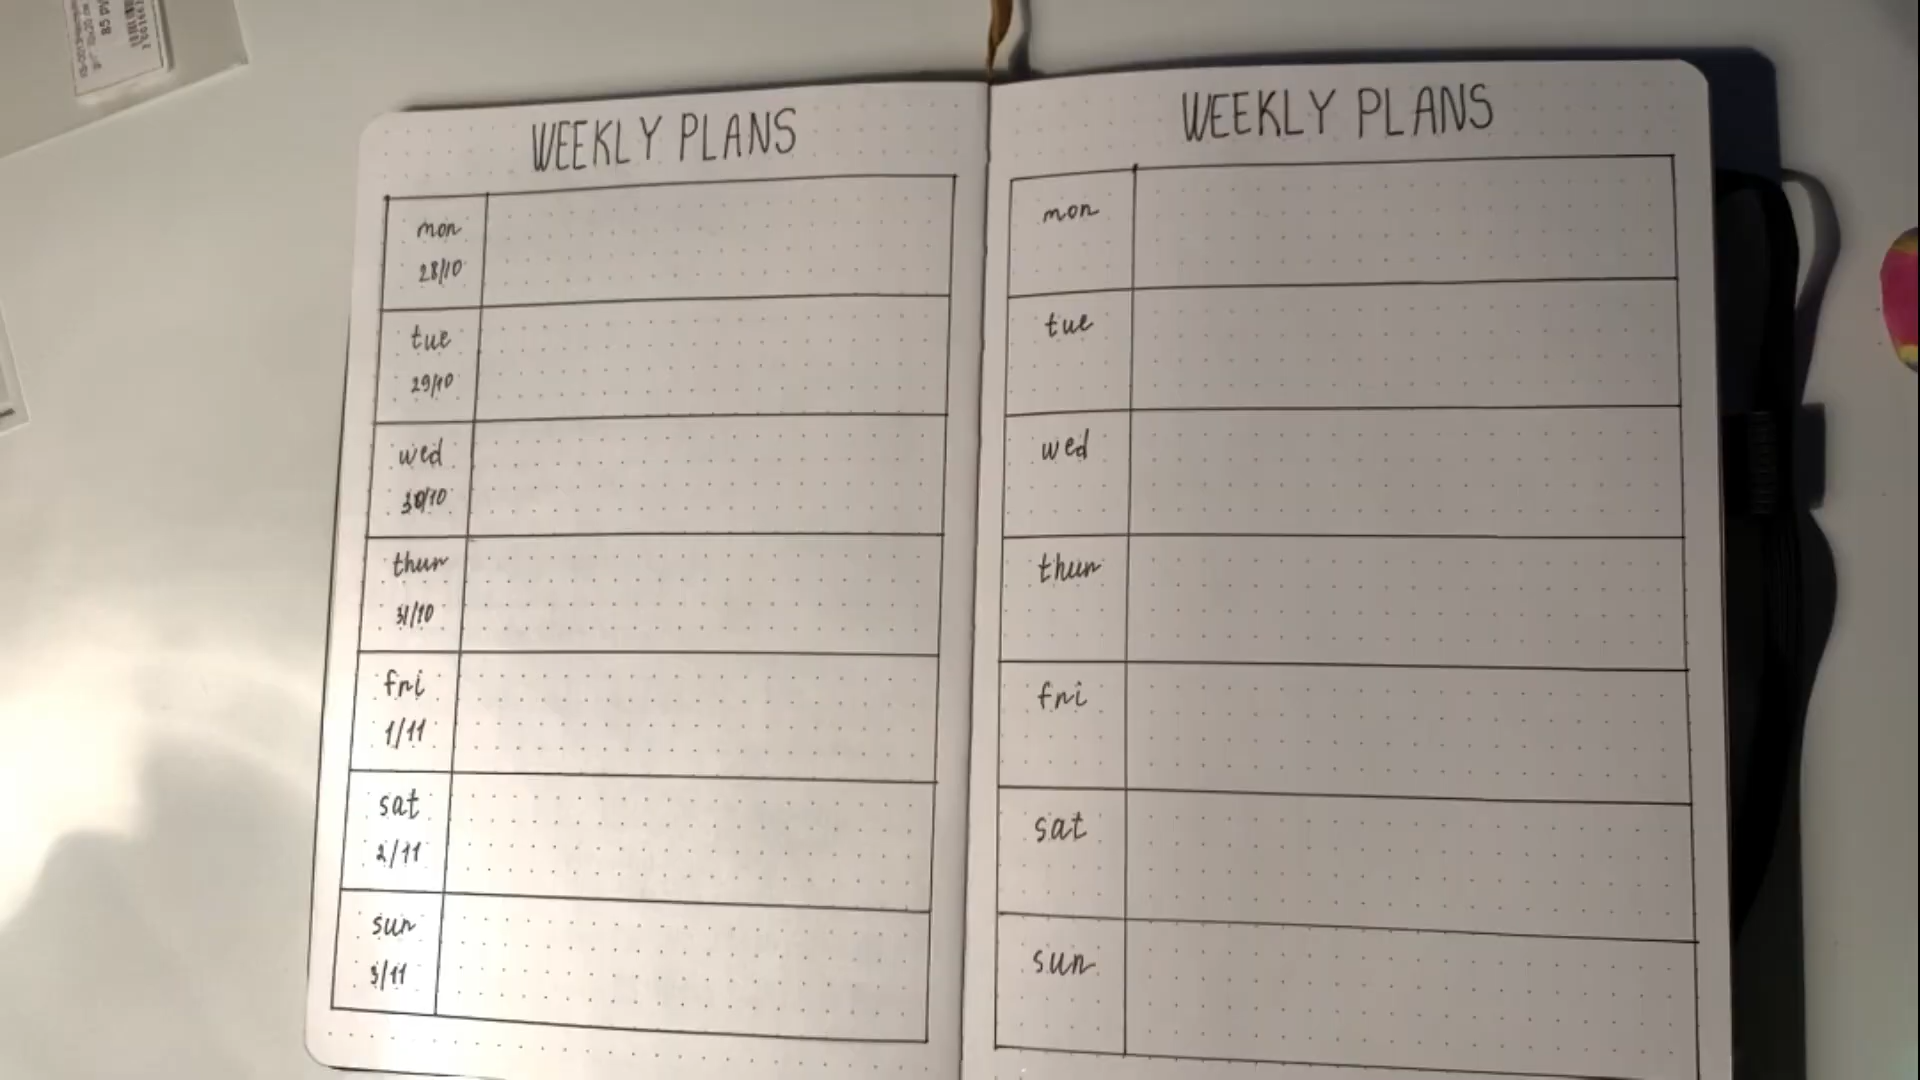 WEEKLY PLANS
mon
28/10
tue
29/10
wed
30/10
thur
31/10
fri
1/11
sat
2/11
sun
3/11
WEEKLY PLANS
mon
tue
wed
thur
fri
sat
sun